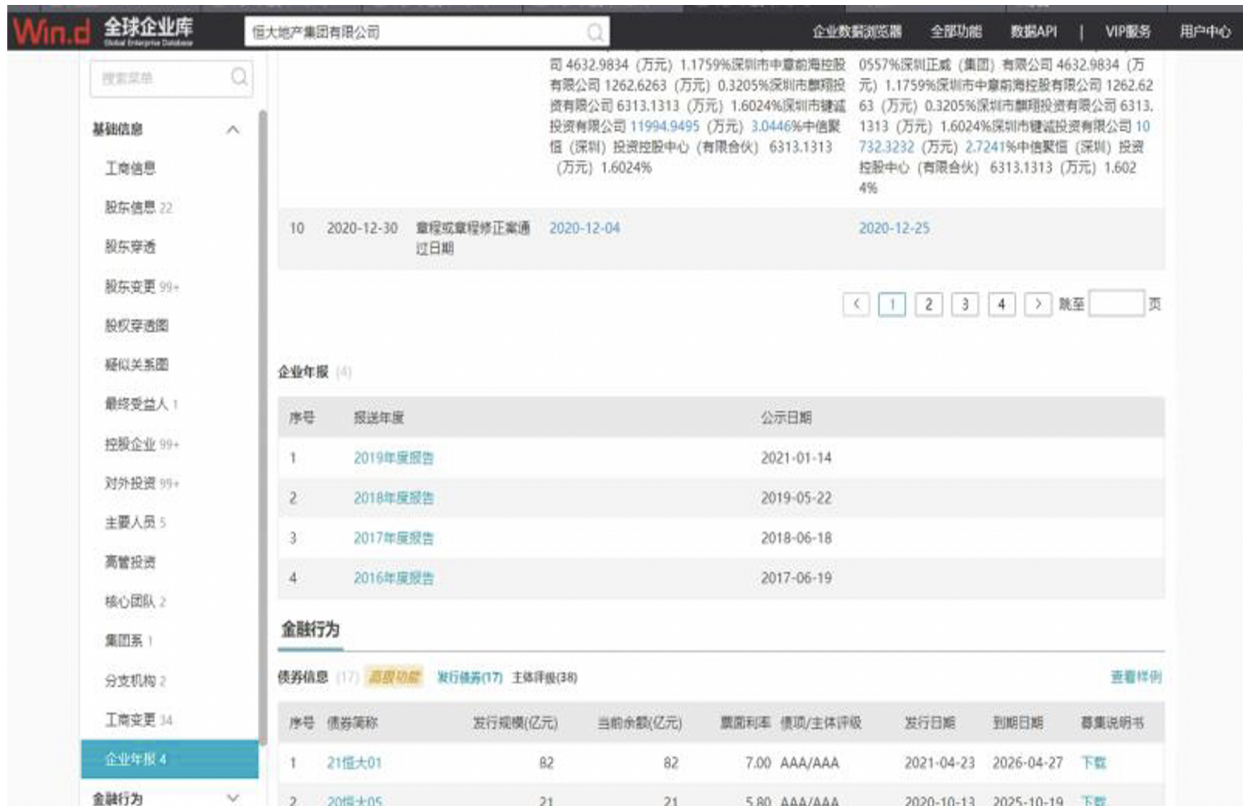 Win.d 全球企业库 恒大地产集团有限公司 企业数据浏览器 全部功能 数据API | VIP服务 用户中心
Global Enterprise Database
搜索菜单
基础信息
工商信息
股东信息 22
股东穿透
股东变更 99+
股权穿透图
疑似关系图
最终受益人 1
控股企业 99+
对外投资 99+
主要人员 5
高管投资
核心团队 2
集团系 1
分支机构 2
工商变更 34
企业年报 4
金融行为
司 4632.9834 (万元) 1.1759%深圳市中意前海控股
有限公司 1262.6263 (万元) 0.3205%深圳市麒翔投
资有限公司 6313.1313 (万元) 1.6024%深圳市键诚
投资有限公司 11994.9495 (万元) 3.0446%中信聚
恒 (深圳) 投资控股中心 (有限合伙) 6313.1313
(万元) 1.6024%
0557%深圳正威 (集团) 有限公司 4632.9834 (万
元) 1.1759%深圳市中意前海控股有限公司 1262.62
63 (万元) 0.3205%深圳市麒翔投资有限公司 6313.
1313 (万元) 1.6024%深圳市键诚投资有限公司 10
732.3232 (万元) 2.7241%中信聚恒 (深圳) 投资
控股中心 (有限合伙) 6313.1313 (万元) 1.602
4%
10 2020-12-30 章程或章程修正案通 2020-12-04 2020-12-25
过日期
1 2 3 4 跳至 页
企业年报 (4)
序号 报送年度 公示日期
1 2019年度报告 2021-01-14
2 2018年度报告 2019-05-22
3 2017年度报告 2018-06-18
4 2016年度报告 2017-06-19
金融行为
债券信息 (17) 高级功能 发行债券(17) 主体评级(38) 查看样例
序号 债券简称 发行规模(亿元) 当前余额(亿元) 票面利率 债项/主体评级 发行日期 到期日期 募集说明书
1 21恒大01 82 82 7.00 AAA/AAA 2021-04-23 2026-04-27 下载
2 20恒大05 21 21 5.80 AAA/AAA 2020-10-13 2025-10-19 下载